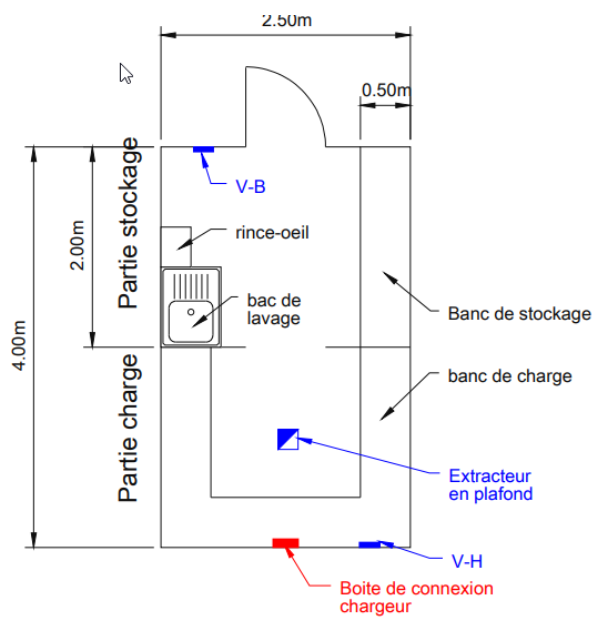 2.50m
0.50m
V-B
Partie stockage
2.00m
rince-oeil
bac de
lavage
Banc de stockage
4.00m
banc de charge
Partie charge
Extracteur
en plafond
V-H
Boite de connexion
chargeur